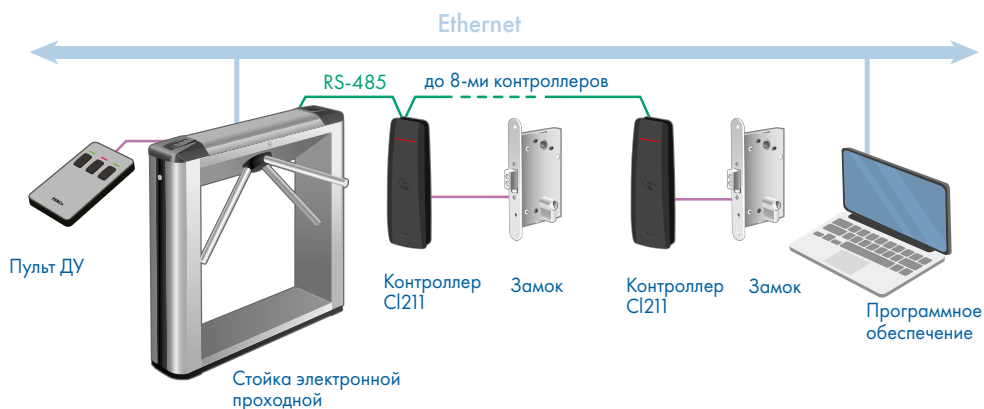 Ethernet
RS-485
до 8-ми контроллеров
PERCo
Пульт ДУ
Контроллер
Cl211
Замок
Контроллер
Cl211
Замок
Программное
обеспечение
Стойка электронной
проходной